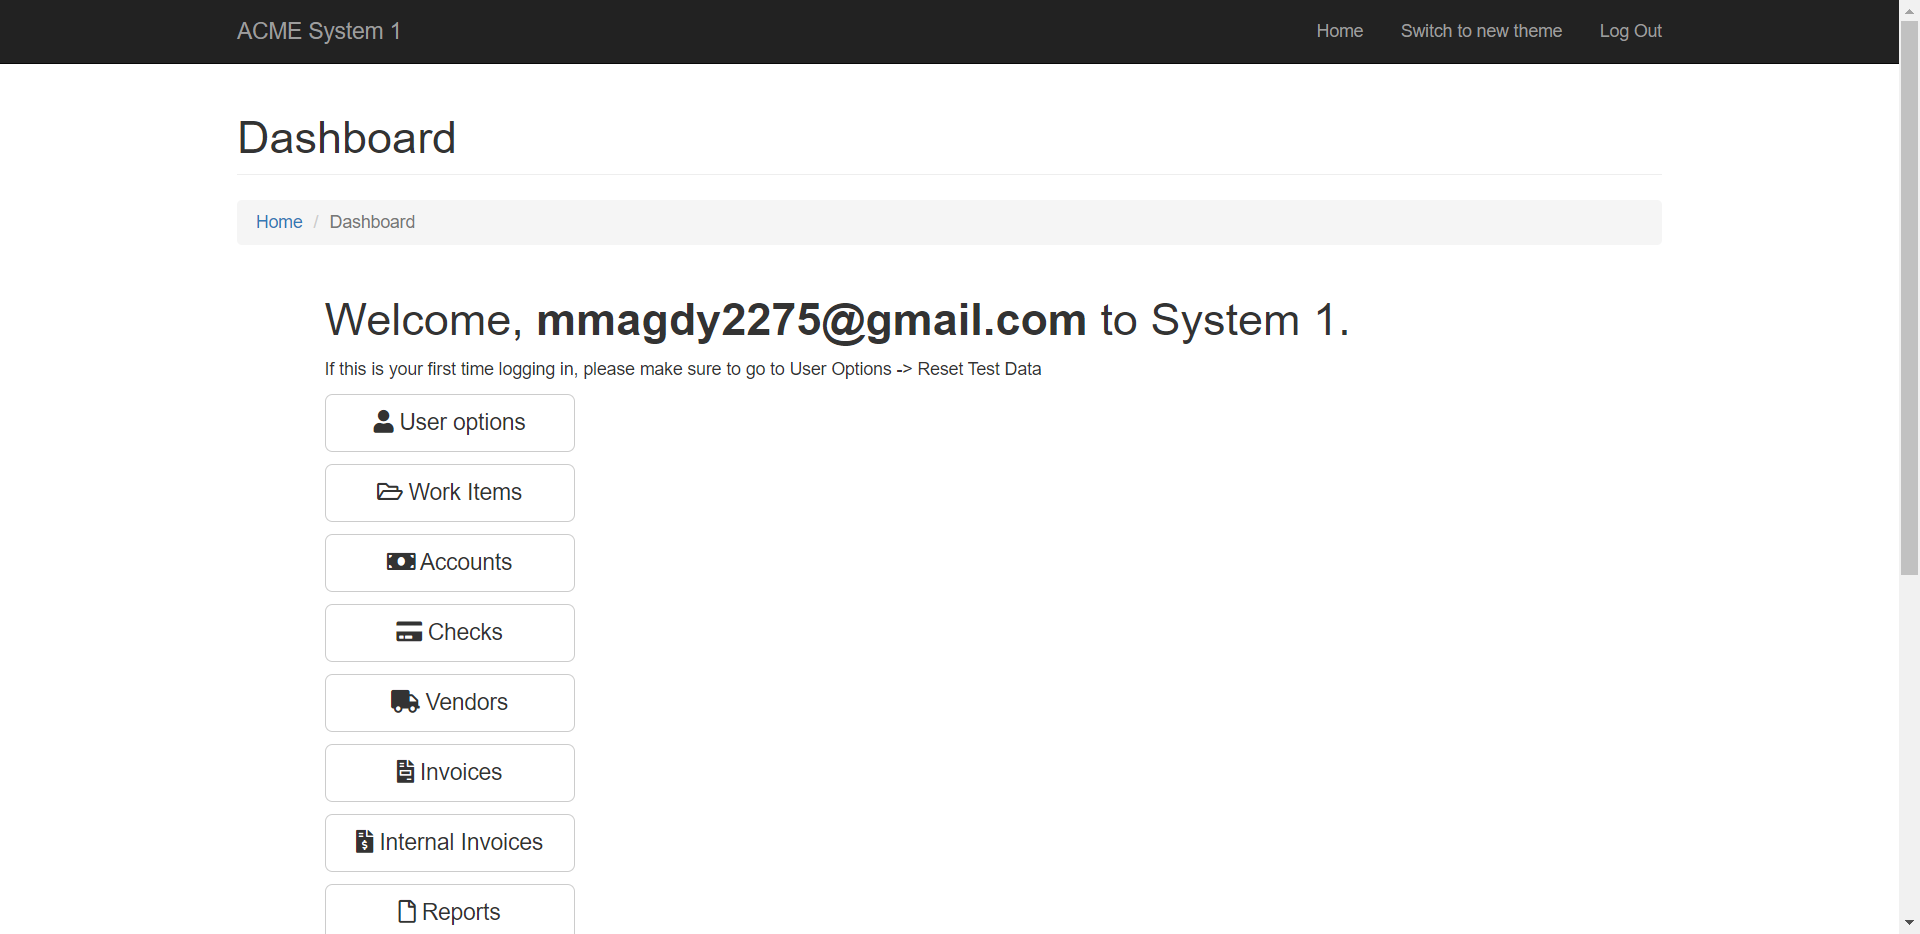 ACME System 1
Home
Switch to new theme
Log Out
Dashboard
Home / Dashboard
Welcome, mmagdy2275@gmail.com to System 1.
If this is your first time logging in, please make sure to go to User Options -> Reset Test Data
User options
Work Items
Accounts
Checks
Vendors
Invoices
Internal Invoices
Reports